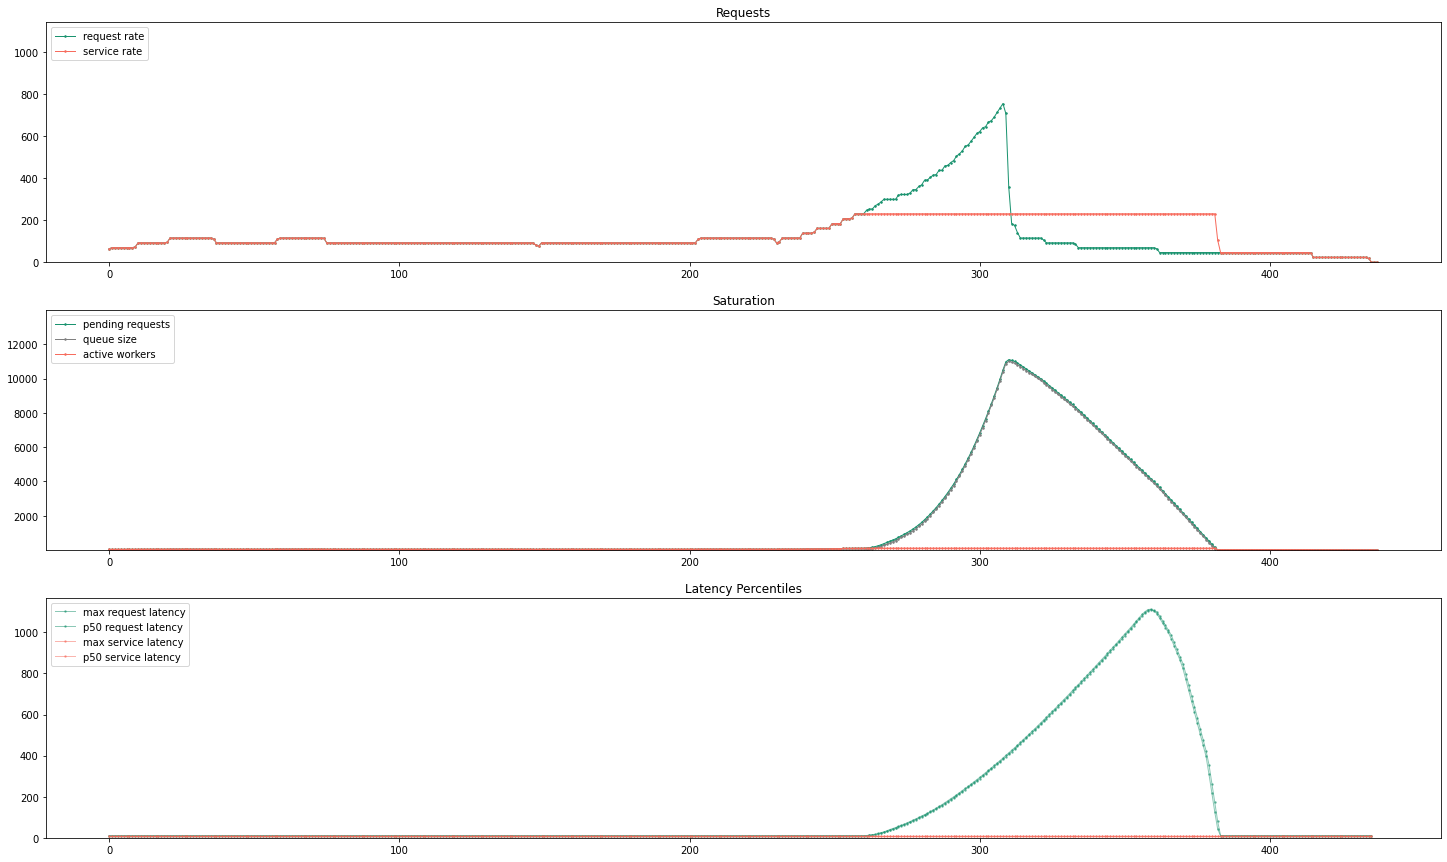 Requests
request rate
service rate
1000
800
600
400
200
0
0 100 200 300 400
Saturation
pending requests
queue size
active workers
12000
10000
8000
6000
4000
2000
0 100 200 300 400
Latency Percentiles
max request latency
p50 request latency
max service latency
p50 service latency
1000
800
600
400
200
0
0 100 200 300 400